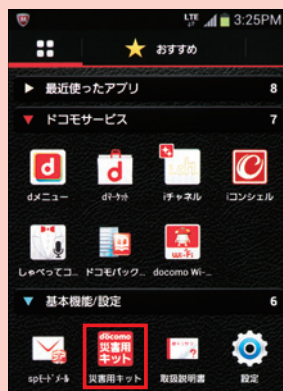 LTE 3:25PM
おすすめ
▶ 最近使ったアプリ 8
▼ ドコモサービス 7
d d
dメニュー dマーケット iチャネル iコンシェル
Wi-Fi
しゃべってコ... ドコモバック... docomo Wi-...
▼ 基本機能/設定 6
docomo
災害用
キット
spモードメール 災害用キット 取扱説明書 設定